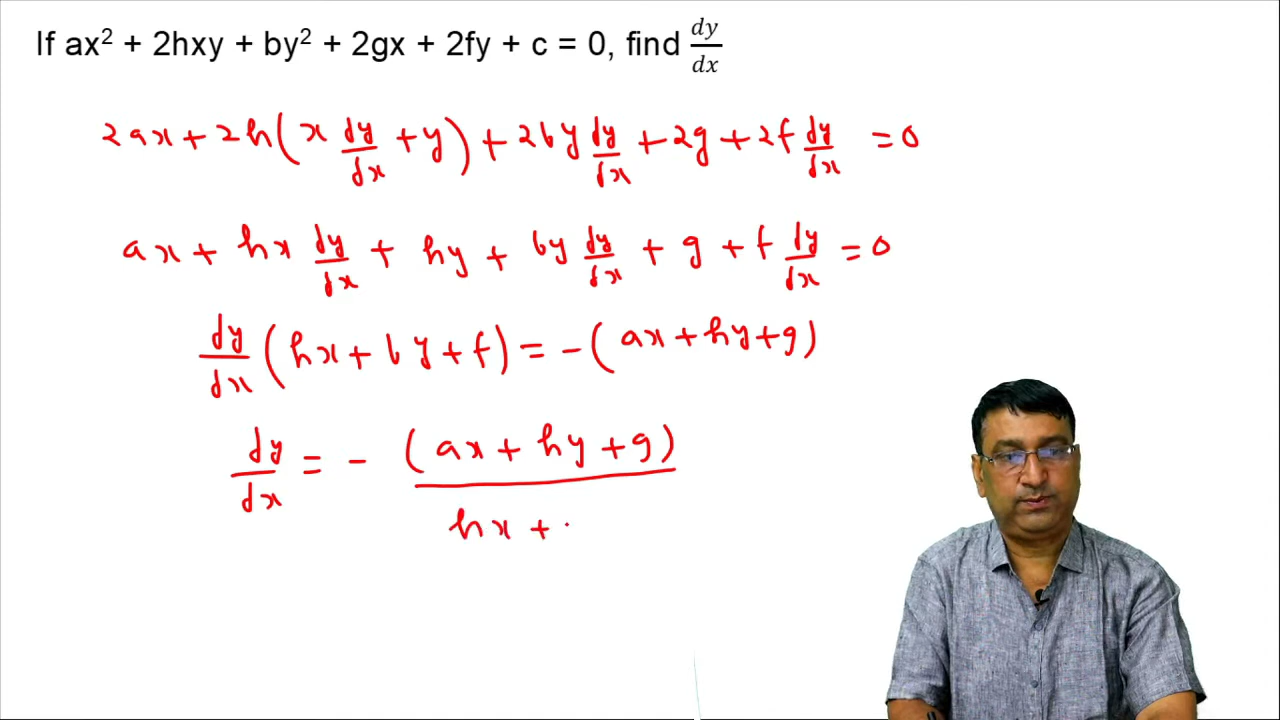 If ax² + 2hxy + by² + 2gx + 2fy + c = 0, find dy/dx
2ax + 2h(x dy/dx + y) + 2by dy/dx + 2g + 2f dy/dx = 0
ax + hx dy/dx + hy + by dy/dx + g + f dy/dx = 0
dy/dx (hx + by + f) = -(ax + hy + g)
dy/dx = - (ax + hy + g)
hx +